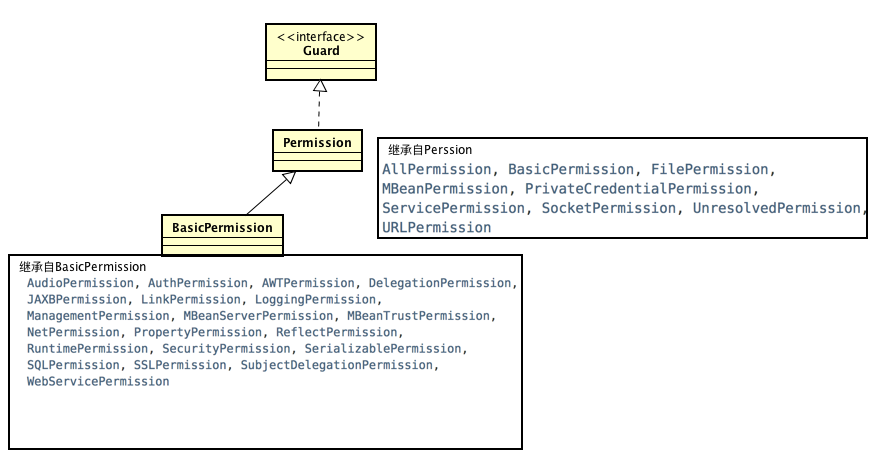 <<interface>>
Guard
Permission
继承自Perssion
AllPermission, BasicPermission, FilePermission,
MBeanPermission, PrivateCredentialPermission,
ServicePermission, SocketPermission, UnresolvedPermission,
URLPermission
BasicPermission
继承自BasicPermission
AudioPermission, AuthPermission, AWTPermission, DelegationPermission,
JAXBPermission, LinkPermission, LoggingPermission,
ManagementPermission, MBeanServerPermission, MBeanTrustPermission,
NetPermission, PropertyPermission, ReflectPermission,
RuntimePermission, SecurityPermission, SerializablePermission,
SQLPermission, SSLPermission, SubjectDelegationPermission,
WebServicePermission